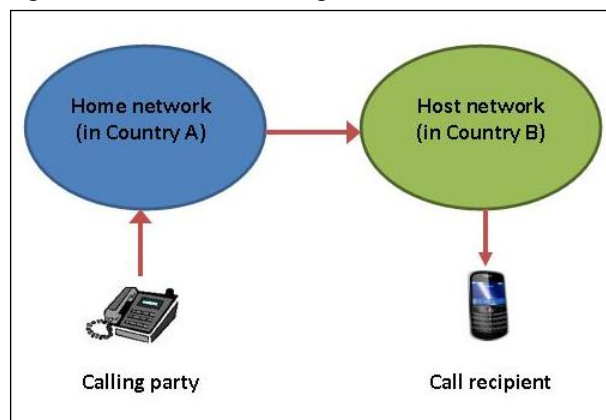 Home network
(in Country A)
Host network
(in Country B)
Calling party
Call recipient